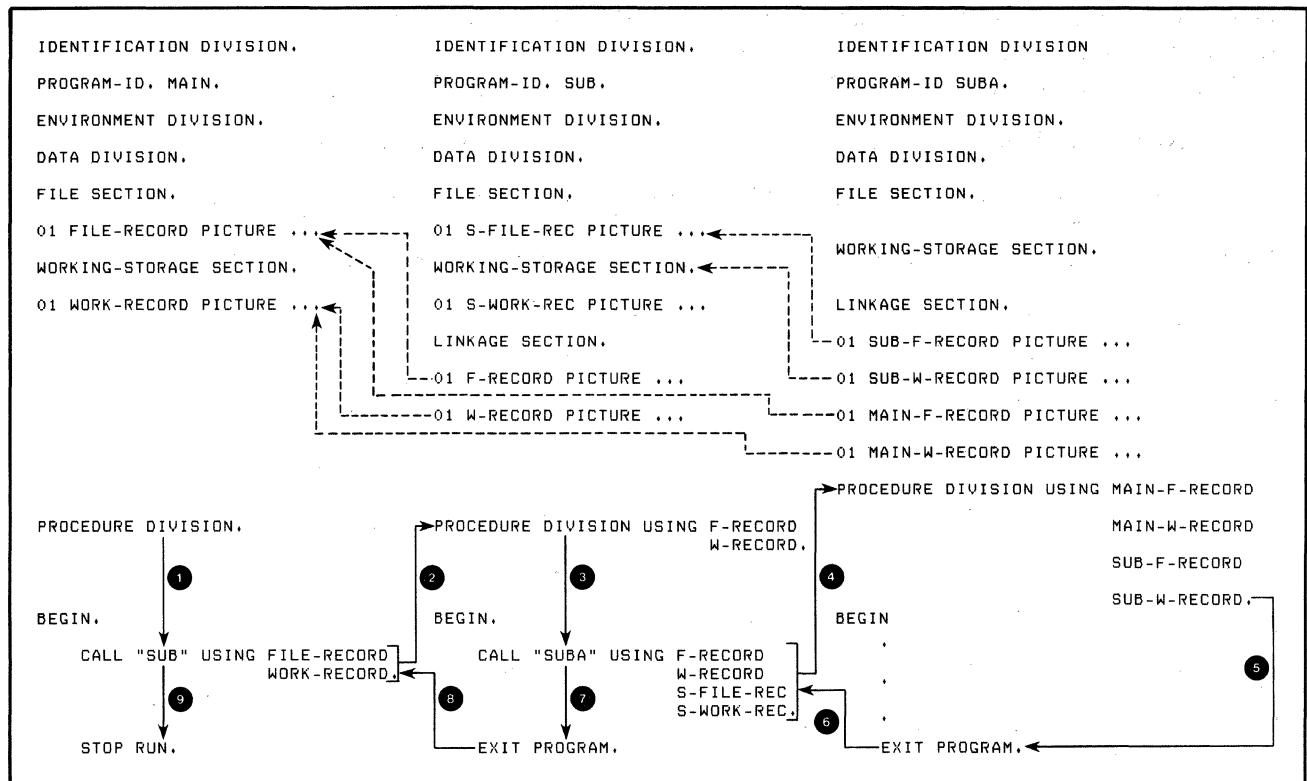 IDENTIFICATION DIVISION.
PROGRAM-ID. MAIN.
ENVIRONMENT DIVISION.
DATA DIVISION.
FILE SECTION.
01 FILE-RECORD PICTURE ...
WORKING-STORAGE SECTION.
01 WORK-RECORD PICTURE ...
PROCEDURE DIVISION.
1
BEGIN.
CALL "SUB" USING FILE-RECORD
WORK-RECORD.
9
STOP RUN.
2
8
IDENTIFICATION DIVISION.
PROGRAM-ID. SUB.
ENVIRONMENT DIVISION.
DATA DIVISION.
FILE SECTION.
01 S-FILE-REC PICTURE ...
WORKING-STORAGE SECTION.
01 S-WORK-REC PICTURE ...
LINKAGE SECTION.
01 F-RECORD PICTURE ...
01 W-RECORD PICTURE ...
PROCEDURE DIVISION USING F-RECORD
W-RECORD.
3
BEGIN.
CALL "SUBA" USING F-RECORD
W-RECORD
S-FILE-REC
S-WORK-REC.
7
EXIT PROGRAM.
4
6
IDENTIFICATION DIVISION
PROGRAM-ID SUBA.
ENVIRONMENT DIVISION.
DATA DIVISION.
FILE SECTION.
WORKING-STORAGE SECTION.
LINKAGE SECTION.
01 SUB-F-RECORD PICTURE ...
01 SUB-W-RECORD PICTURE ...
01 MAIN-F-RECORD PICTURE ...
01 MAIN-W-RECORD PICTURE ...
PROCEDURE DIVISION USING MAIN-F-RECORD
MAIN-W-RECORD
SUB-F-RECORD
SUB-W-RECORD.
BEGIN
.
.
.
5
EXIT PROGRAM.